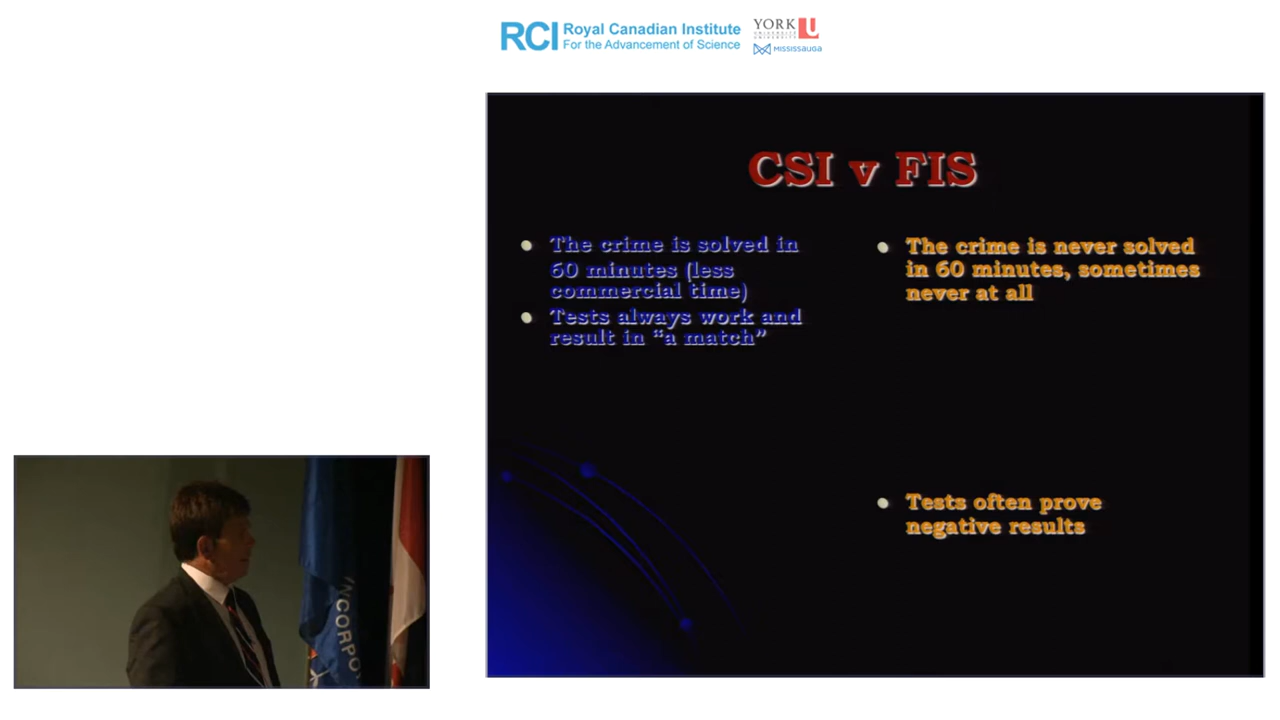 RCI Royal Canadian Institute
For the Advancement of Science
YORK U
MISSISSAUGA
CSI v FIS
The crime is solved in
60 minutes (less
commercial time)
Tests always work and
result in “a match”
The crime is never solved
in 60 minutes, sometimes
never at all
Tests often prove
negative results
INCORPO